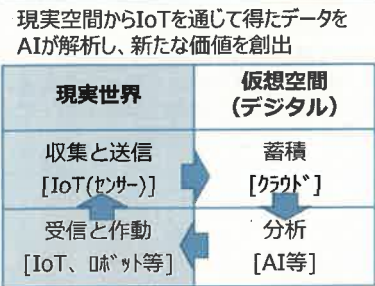 現実空間からIoTを通じて得たデータを
AIが解析し、新たな価値を創出
現実世界
仮想空間
（デジタル）
収集と送信
[IoT(ｾﾝｻｰ)]
蓄積
[ｸﾗｳﾄﾞ]
受信と作動
[IoT、ﾛﾎﾞｯﾄ等]
分析
[AI等]